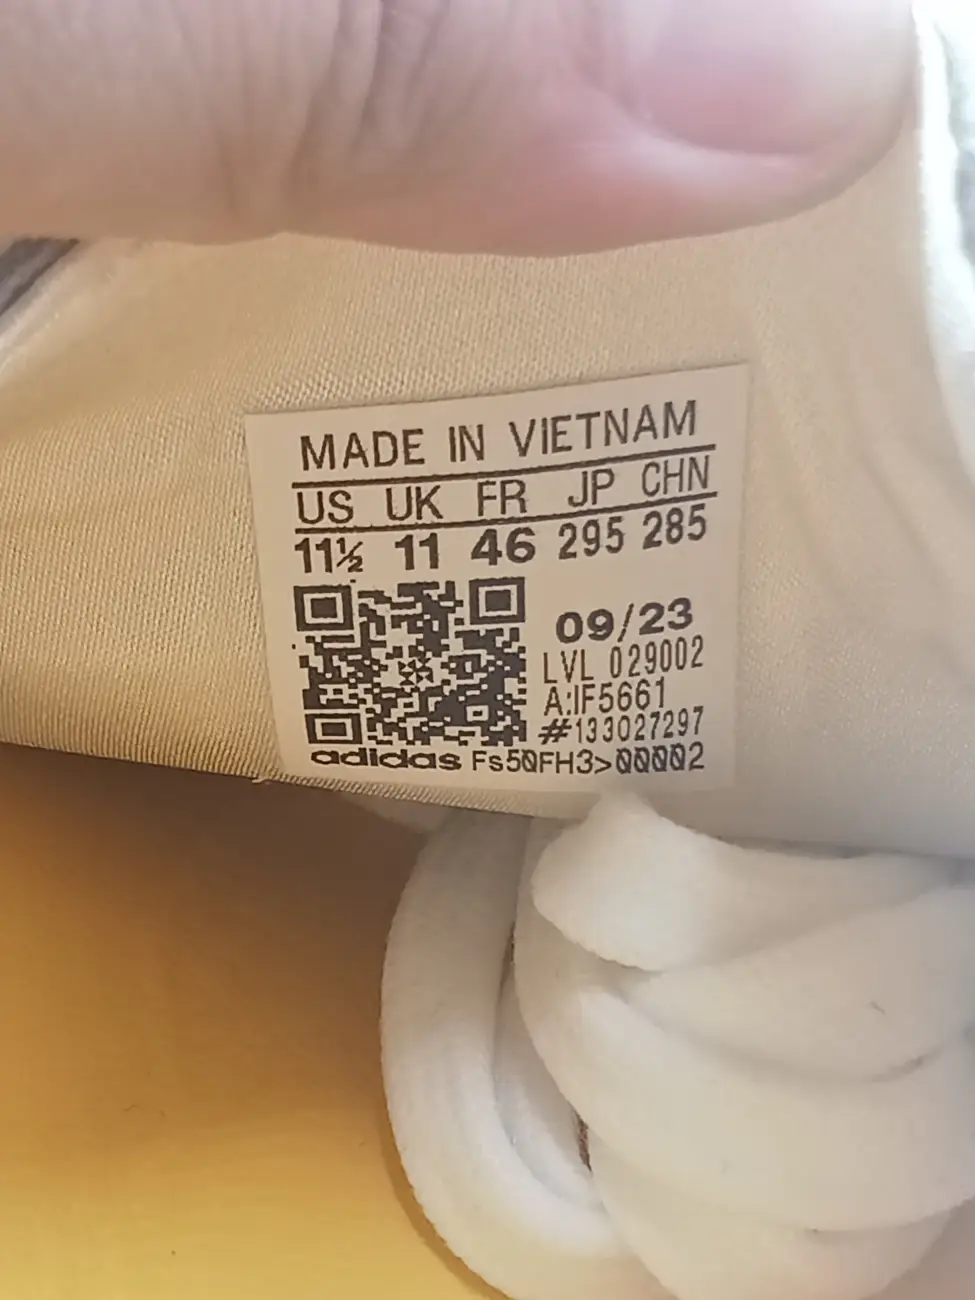 MADE IN VIETNAM
US UK FR JP CHN
11½ 11 46 295 285
09/23
LVL 029002
A:IF5661
#133027297
adidas Fs50FH3>00002